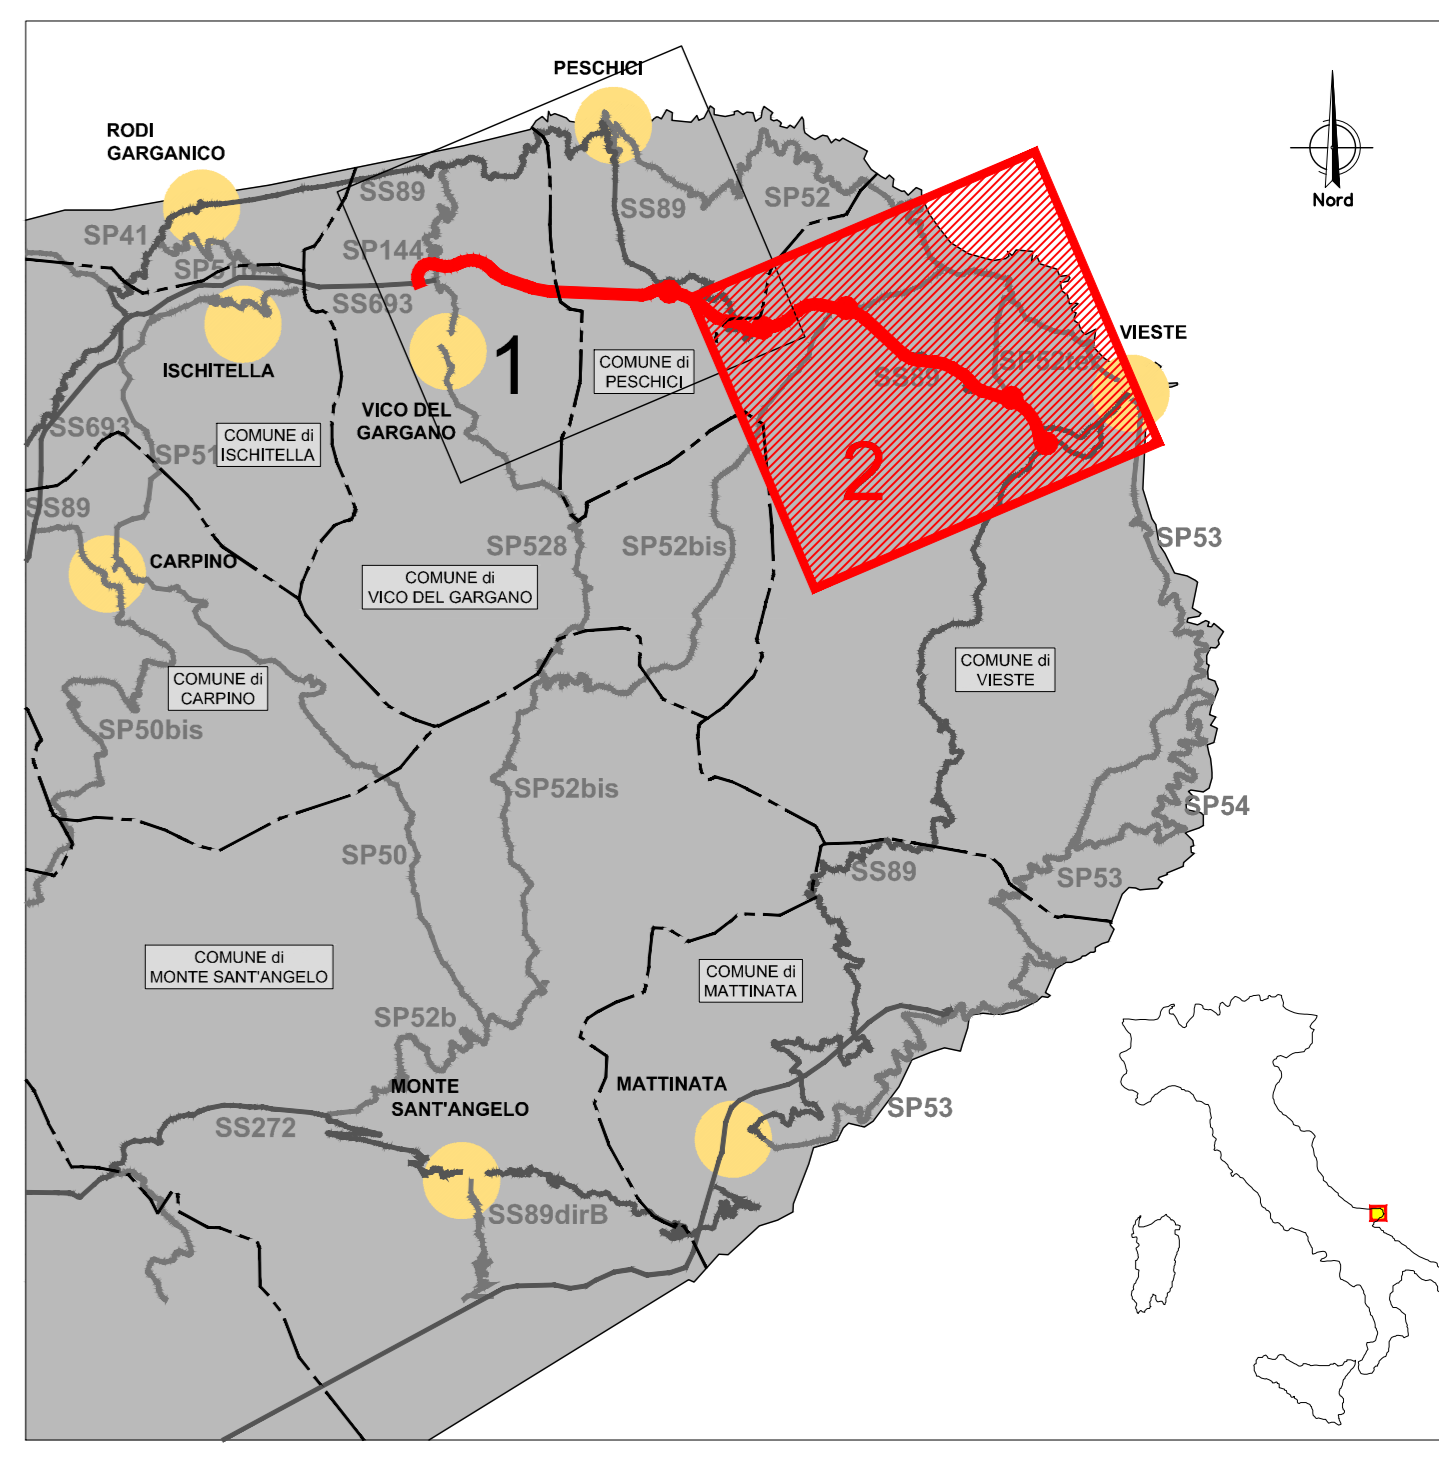 PESCHICI
RODI
GARGANICO
Nord
SS89
SP52
SS89
SP41
SP144
SS693
VIESTE
1
COMUNE di
PESCHICI
SS89
SP52ter
ISCHITELLA
VICO DEL
GARGANO
SS693
COMUNE di
ISCHITELLA
SP51
2
SS89
SP528
SP52bis
SP53
CARPINO
COMUNE di
VICO DEL GARGANO
COMUNE di
VIESTE
COMUNE di
CARPINO
SP50bis
SP52bis
SP54
SP50
SS89
SP53
COMUNE di
MONTE SANT'ANGELO
COMUNE di
MATTINATA
SP52b
MONTE
SANT'ANGELO
MATTINATA
SP53
SS272
SS89dirB